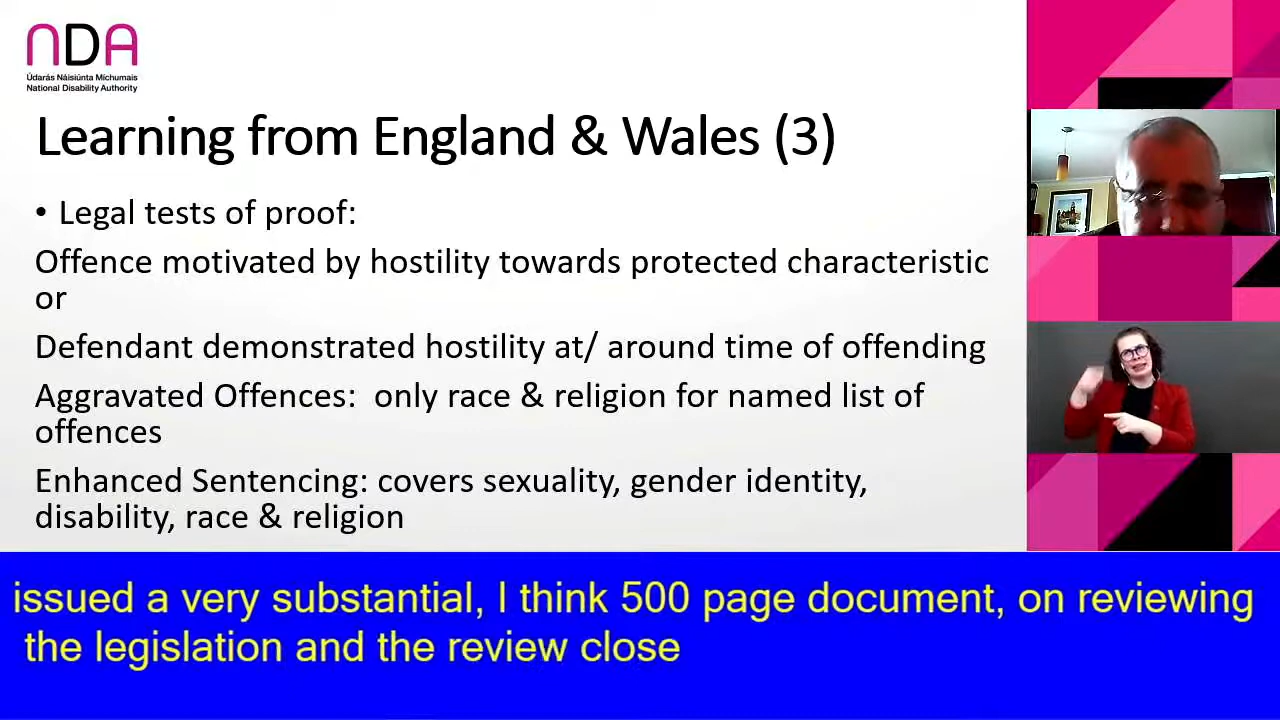 NDA
Údarás Náisiúnta Míchumais
National Disability Authority
Learning from England & Wales (3)
• Legal tests of proof:
Offence motivated by hostility towards protected characteristic
or
Defendant demonstrated hostility at/ around time of offending
Aggravated Offences:  only race & religion for named list of
offences
Enhanced Sentencing: covers sexuality, gender identity,
disability, race & religion
issued a very substantial, I think 500 page document, on reviewing
the legislation and the review close